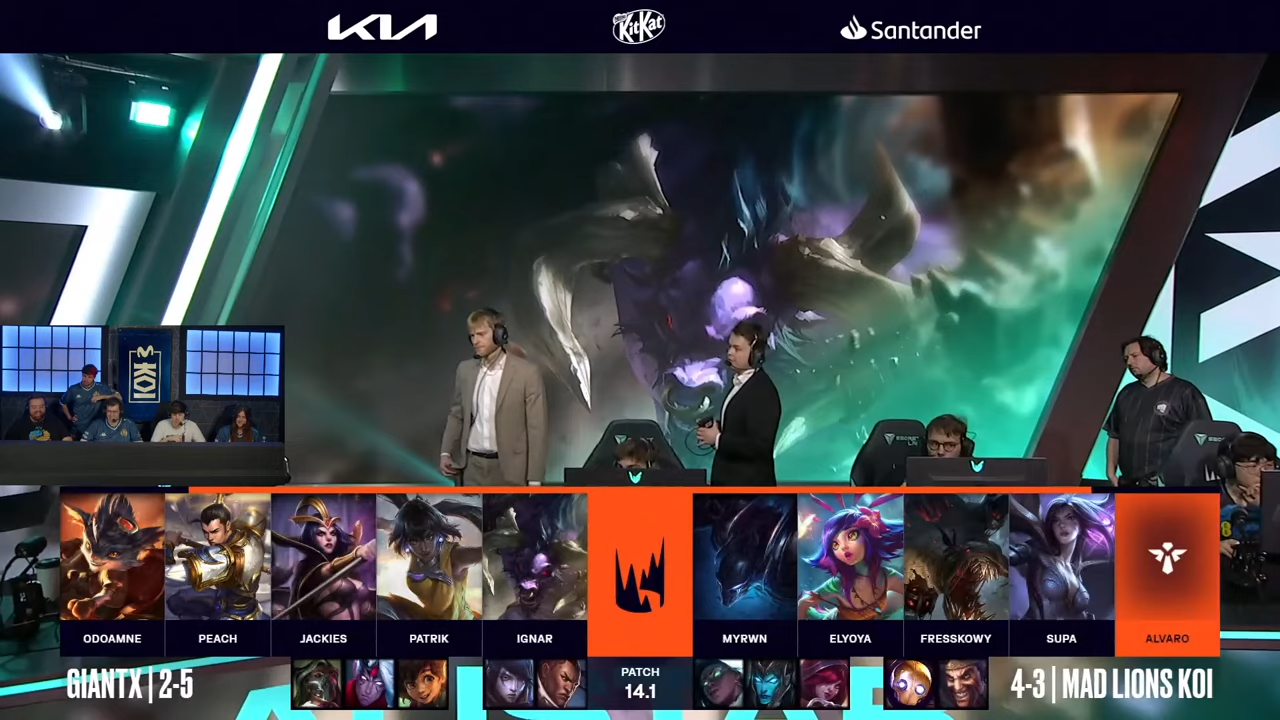 KIA
Nestlé KitKat
Santander
KOI
ODOAMNE
PEACH
JACKIES
PATRIK
IGNAR
MYRWN
ELYOYA
FRESSKOWY
SUPA
ALVARO
GIANTX | 2-5
PATCH
14.1
4-3 | MAD LIONS KOI